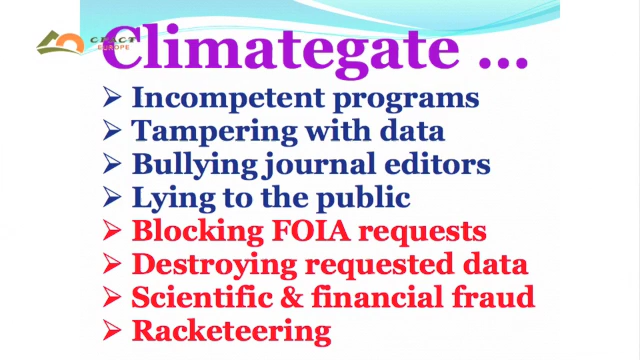 CFACT
EUROPE
Climategate ...
Incompetent programs
Tampering with data
Bullying journal editors
Lying to the public
Blocking FOIA requests
Destroying requested data
Scientific & financial fraud
Racketeering